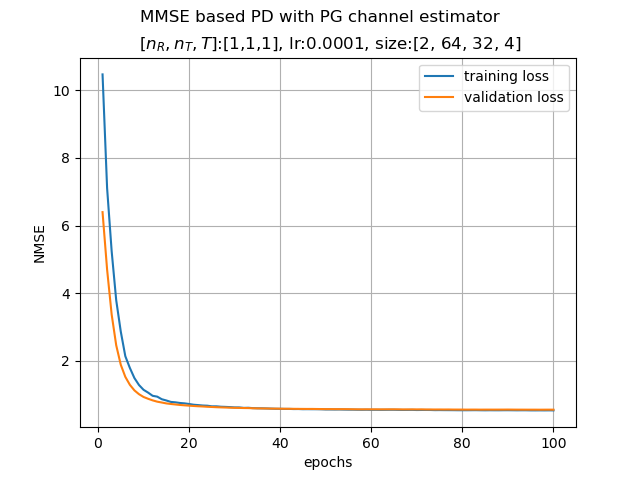 MMSE based PD with PG channel estimator
[n_R, n_T, T]:[1,1,1], lr:0.0001, size:[2, 64, 32, 4]
training loss
validation loss
NMSE
10
8
6
4
2
0 20 40 60 80 100
epochs